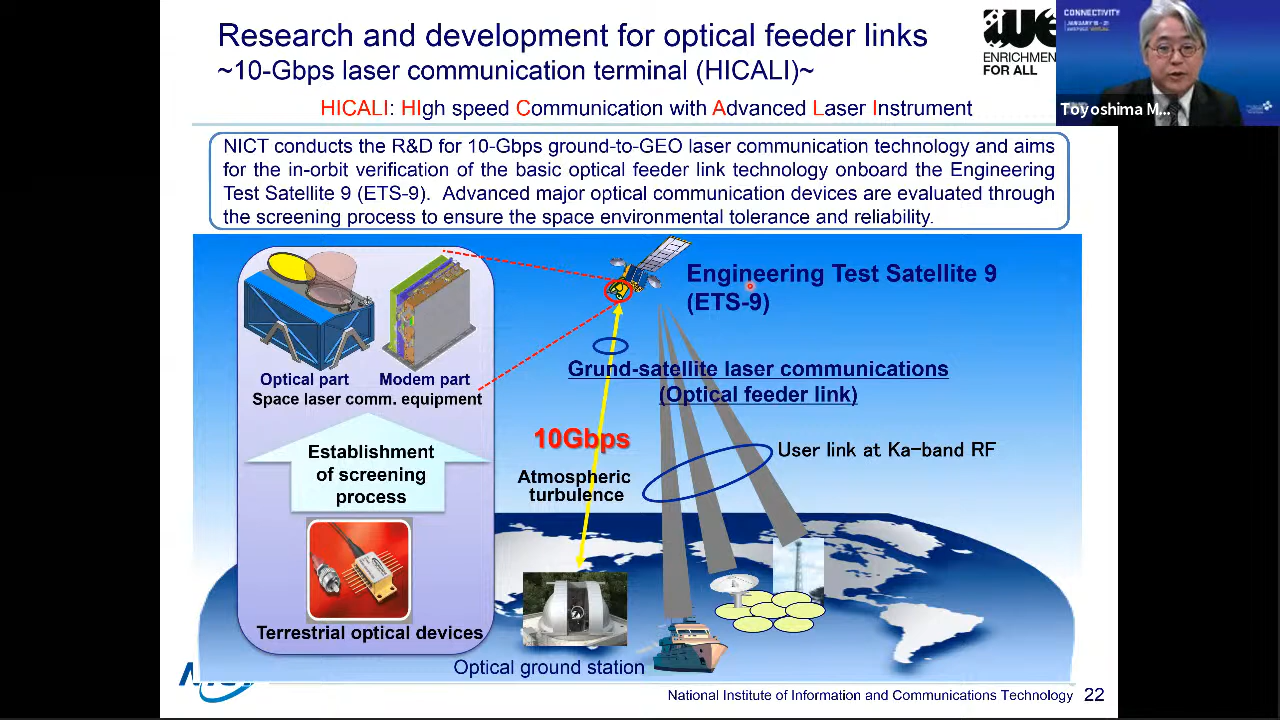 Research and development for optical feeder links
~10-Gbps laser communication terminal (HICALI)~
HICALI: HIgh speed Communication with Advanced Laser Instrument
ENRICHMENT
FOR ALL
CONNECTIVITY
Toyoshima M...
NICT conducts the R&D for 10-Gbps ground-to-GEO laser communication technology and aims
for the in-orbit verification of the basic optical feeder link technology onboard the Engineering
Test Satellite 9 (ETS-9). Advanced major optical communication devices are evaluated through
the screening process to ensure the space environmental tolerance and reliability.
Engineering Test Satellite 9
(ETS-9)
Optical part
Modem part
Space laser comm. equipment
Grund-satellite laser communications
(Optical feeder link)
10Gbps
User link at Ka-band RF
Atmospheric
turbulence
Establishment
of screening
process
Terrestrial optical devices
Optical ground station
National Institute of Information and Communications Technology
22